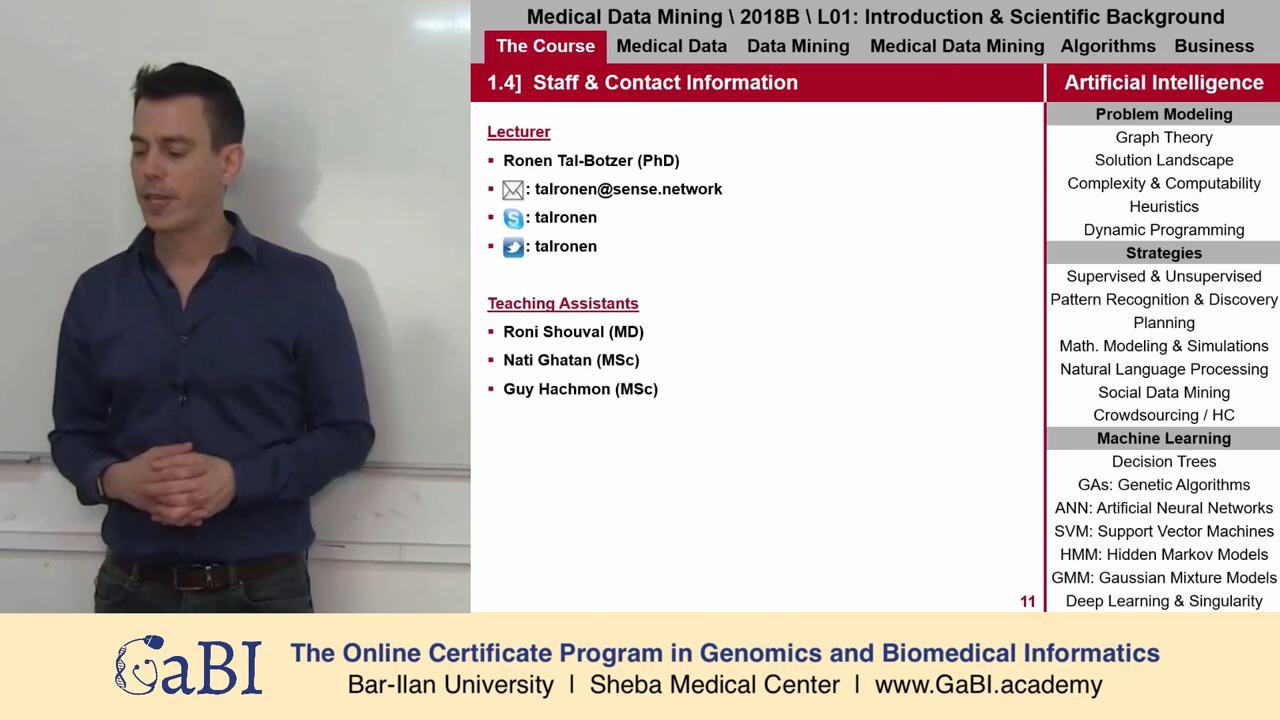 Medical Data Mining \ 2018B \ L01: Introduction & Scientific Background
The Course Medical Data Data Mining Medical Data Mining Algorithms Business
1.4] Staff & Contact Information
Lecturer
▪ Ronen Tal-Botzer (PhD)
▪ : talronen@sense.network
▪ : talronen
▪ : talronen
Teaching Assistants
▪ Roni Shouval (MD)
▪ Nati Ghatan (MSc)
▪ Guy Hachmon (MSc)
11
Artificial Intelligence
Problem Modeling
Graph Theory
Solution Landscape
Complexity & Computability
Heuristics
Dynamic Programming
Strategies
Supervised & Unsupervised
Pattern Recognition & Discovery
Planning
Math. Modeling & Simulations
Natural Language Processing
Social Data Mining
Crowdsourcing / HC
Machine Learning
Decision Trees
GAs: Genetic Algorithms
ANN: Artificial Neural Networks
SVM: Support Vector Machines
HMM: Hidden Markov Models
GMM: Gaussian Mixture Models
Deep Learning & Singularity
GaBI
The Online Certificate Program in Genomics and Biomedical Informatics
Bar-Ilan University | Sheba Medical Center | www.GaBI.academy